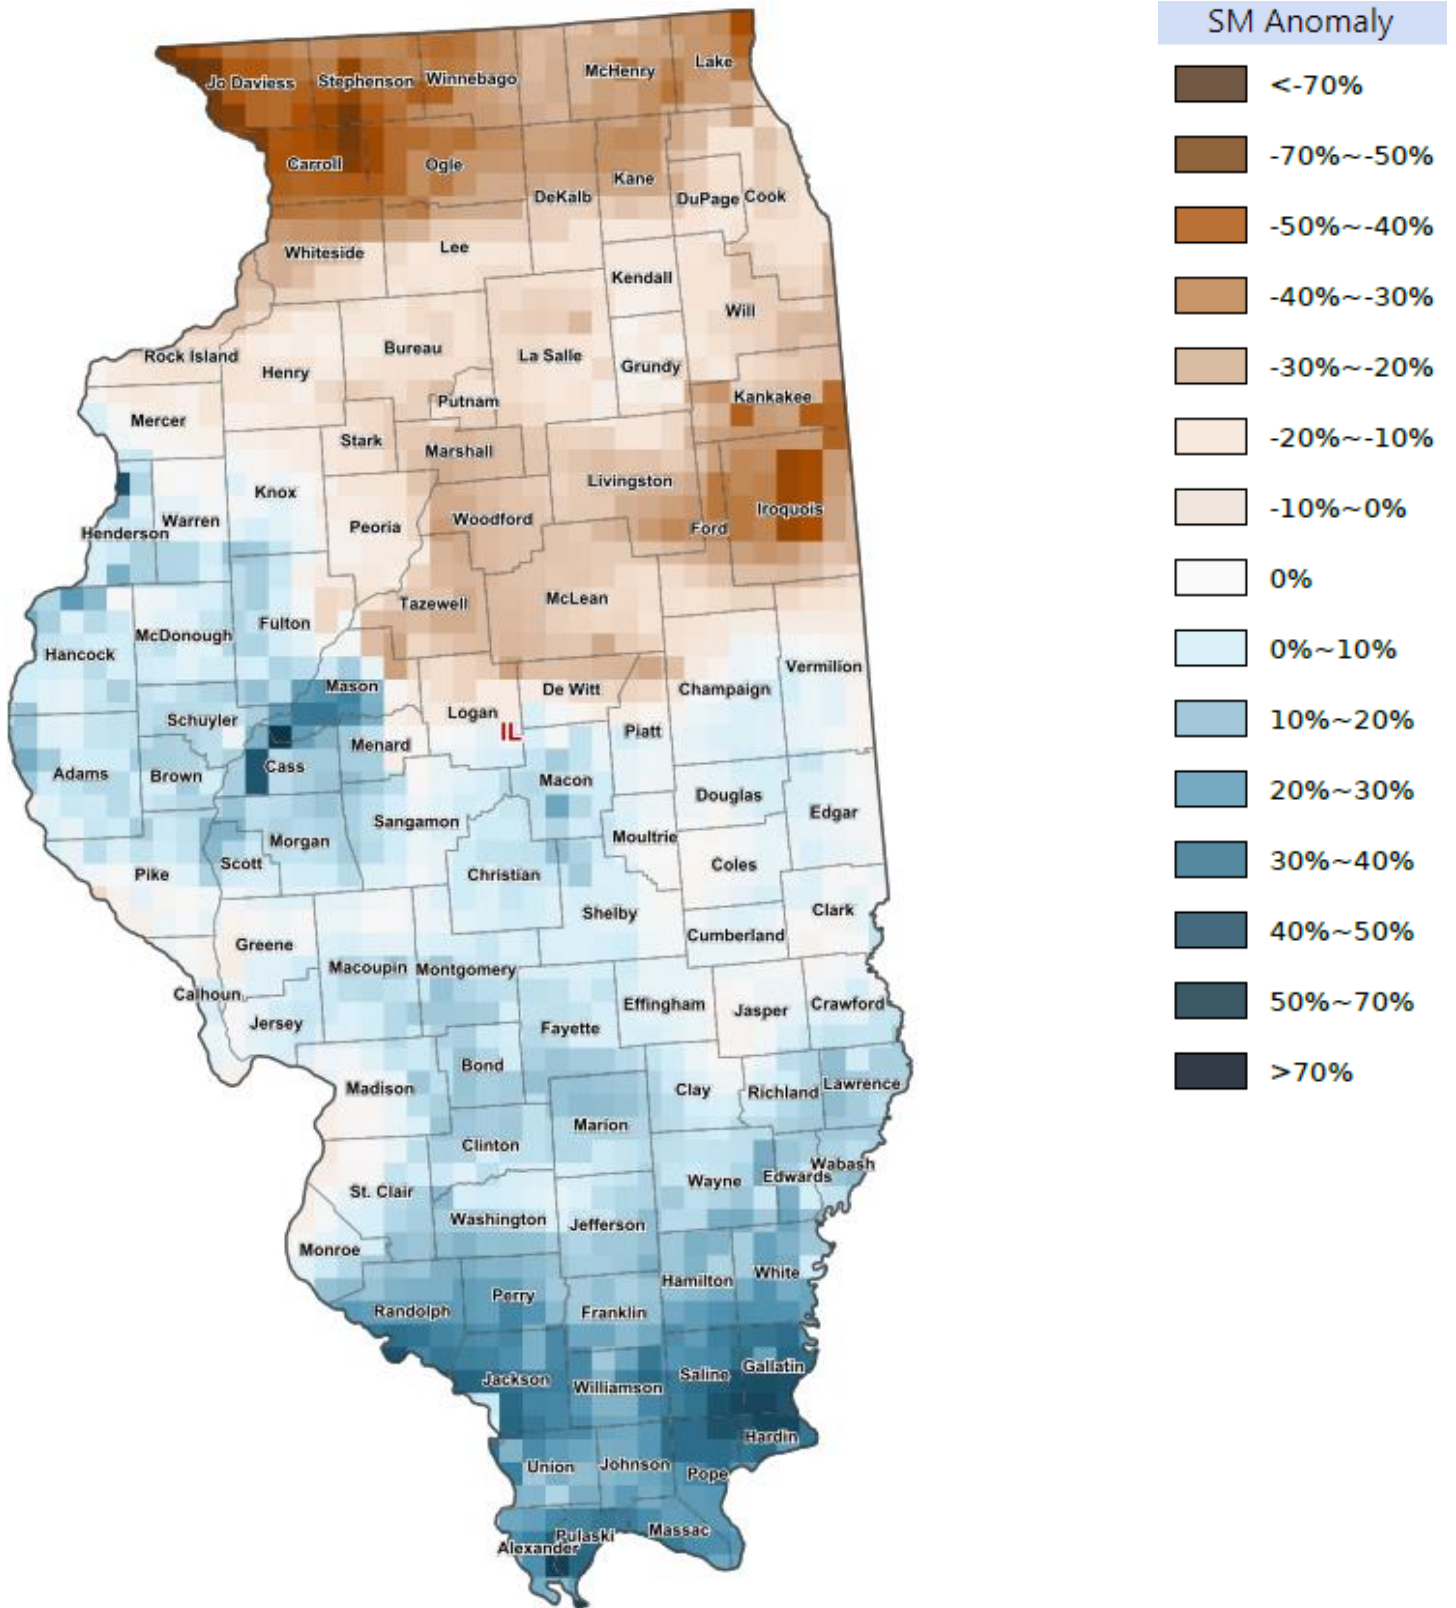 SM Anomaly
<-70%
-70%~-50%
-50%~-40%
-40%~-30%
-30%~-20%
-20%~-10%
-10%~0%
0%
0%~10%
10%~20%
20%~30%
30%~40%
40%~50%
50%~70%
>70%
Jo Daviess
Stephenson
Winnebago
McHenry
Lake
Carroll
Ogle
DeKalb
Kane
DuPage
Cook
Whiteside
Lee
Kendall
Will
Rock Island
Henry
Bureau
La Salle
Grundy
Putnam
Kankakee
Mercer
Stark
Marshall
Livingston
Iroquois
Knox
Warren
Henderson
Peoria
Woodford
Ford
Tazewell
McLean
Fulton
McDonough
Hancock
Vermilion
Mason
De Witt
Champaign
Schuyler
Logan
IL
Piatt
Menard
Cass
Adams
Brown
Macon
Douglas
Edgar
Sangamon
Moultrie
Morgan
Scott
Pike
Christian
Coles
Shelby
Clark
Cumberland
Greene
Macoupin
Montgomery
Calhoun
Jersey
Effingham
Jasper
Crawford
Fayette
Bond
Madison
Clay
Richland
Lawrence
Marion
Clinton
Wabash
Edwards
Wayne
St. Clair
Washington
Jefferson
Monroe
White
Hamilton
Perry
Randolph
Franklin
Gallatin
Saline
Jackson
Williamson
Hardin
Union
Johnson
Pope
Massac
Pulaski
Alexander